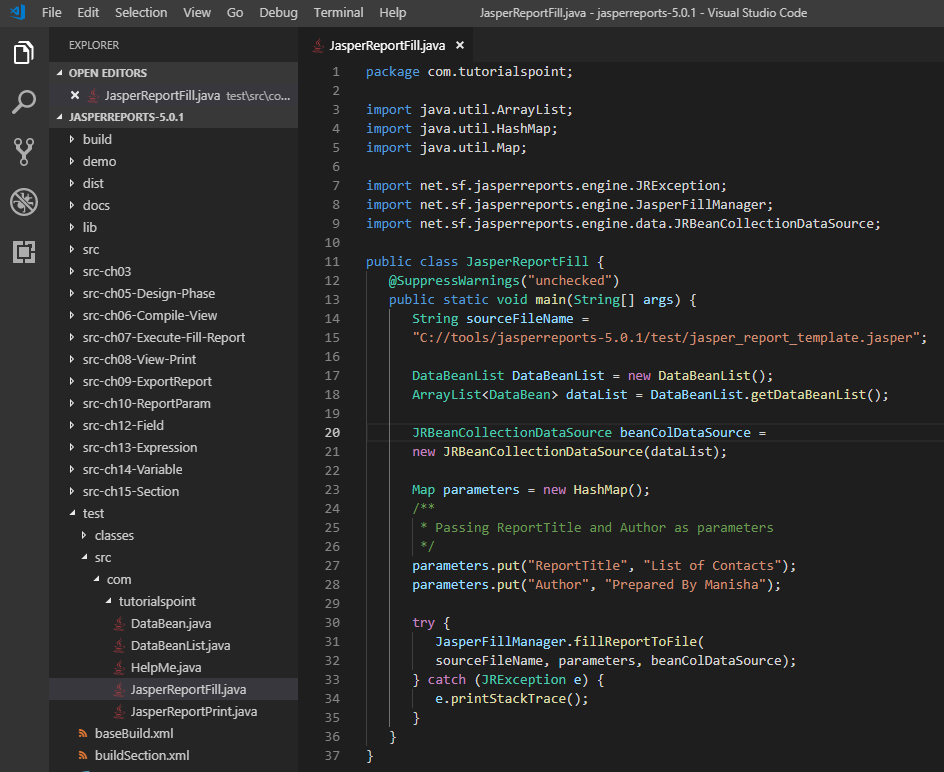 File Edit Selection View Go Debug Terminal Help JasperReportFill.java - jasperreports-5.0.1 - Visual Studio Code
EXPLORER
OPEN EDITORS
JasperReportFill.java test\src\co...
JASPERREPORTS-5.0.1
build
demo
dist
docs
lib
src
src-ch03
src-ch05-Design-Phase
src-ch06-Compile-View
src-ch07-Execute-Fill-Report
src-ch08-View-Print
src-ch09-ExportReport
src-ch10-ReportParam
src-ch12-Field
src-ch13-Expression
src-ch14-Variable
src-ch15-Section
test
classes
src
com
tutorialspoint
DataBean.java
DataBeanList.java
HelpMe.java
JasperReportFill.java
JasperReportPrint.java
baseBuild.xml
buildSection.xml
JasperReportFill.java ×
1 package com.tutorialspoint;
2
3 import java.util.ArrayList;
4 import java.util.HashMap;
5 import java.util.Map;
6
7 import net.sf.jasperreports.engine.JRException;
8 import net.sf.jasperreports.engine.JasperFillManager;
9 import net.sf.jasperreports.engine.data.JRBeanCollectionDataSource;
10
11 public class JasperReportFill {
12 @SuppressWarnings("unchecked")
13 public static void main(String[] args) {
14 String sourceFileName =
15 "C://tools/jasperreports-5.0.1/test/jasper_report_template.jasper";
16
17 DataBeanList DataBeanList = new DataBeanList();
18 ArrayList<DataBean> dataList = DataBeanList.getDataBeanList();
19
20 JRBeanCollectionDataSource beanColDataSource =
21 new JRBeanCollectionDataSource(dataList);
22
23 Map parameters = new HashMap();
24 /**
25 * Passing ReportTitle and Author as parameters
26 */
27 parameters.put("ReportTitle", "List of Contacts");
28 parameters.put("Author", "Prepared By Manisha");
29
30 try {
31 JasperFillManager.fillReportToFile(
32 sourceFileName, parameters, beanColDataSource);
33 } catch (JRException e) {
34 e.printStackTrace();
35 }
36 }
37 }